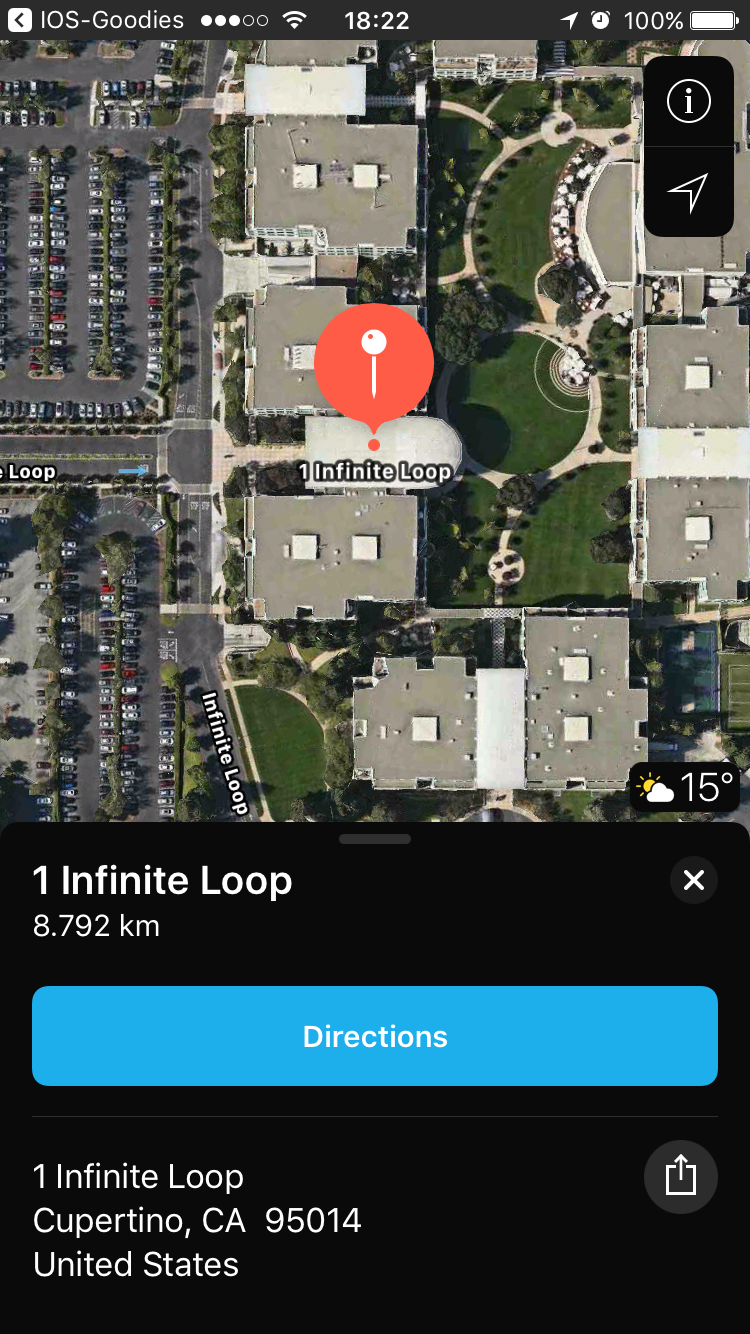 IOS-Goodies 18:22 100%
e Loop
1 Infinite Loop
Infinite Loop
15°
1 Infinite Loop
8.792 km
Directions
1 Infinite Loop
Cupertino, CA 95014
United States